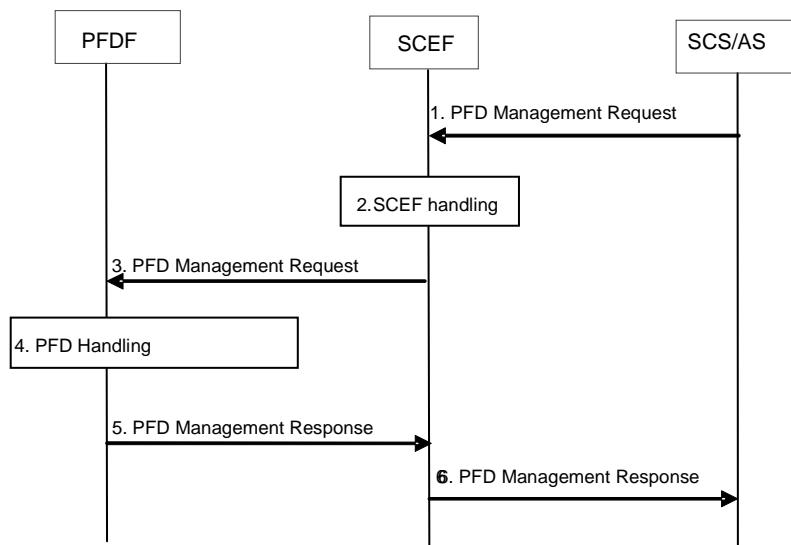 PFDF
SCEF
SCS/AS
1. PFD Management Request
2.SCEF handling
3. PFD Management Request
4. PFD Handling
5. PFD Management Response
6. PFD Management Response